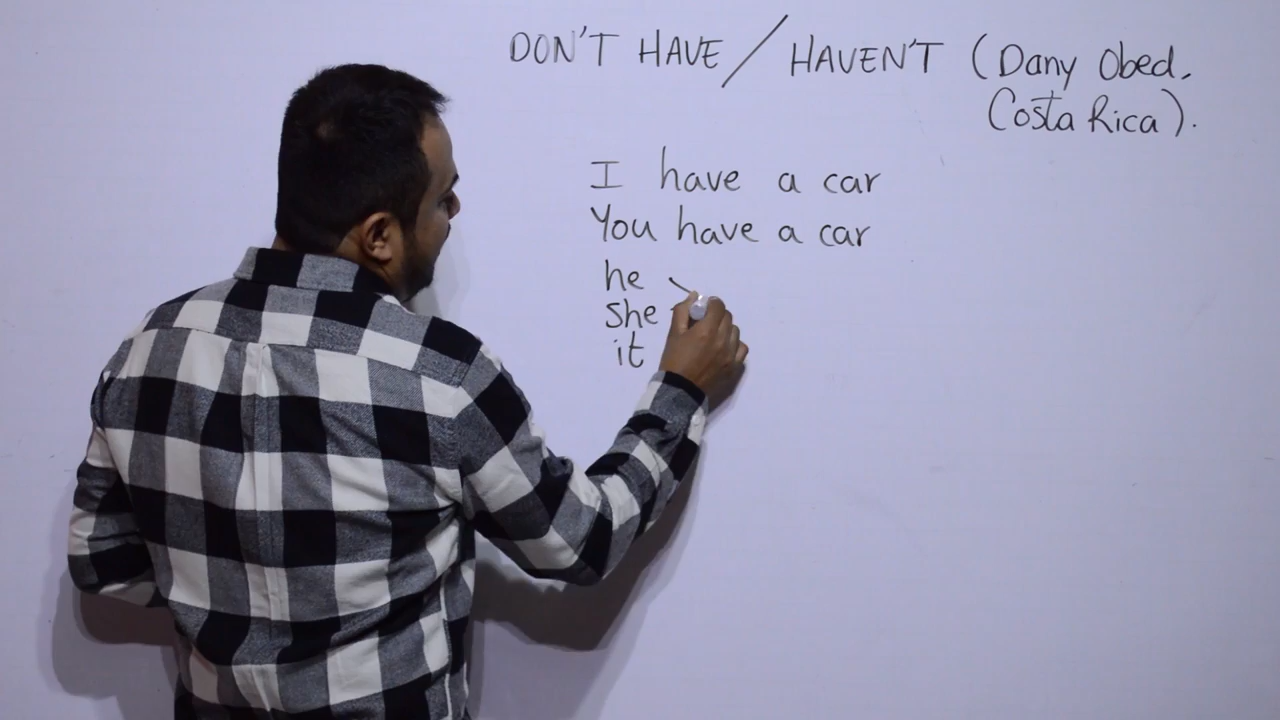 DON'T HAVE / HAVEN'T (Dany Obed,
Costa Rica).
I have a car
You have a car
he
she
it